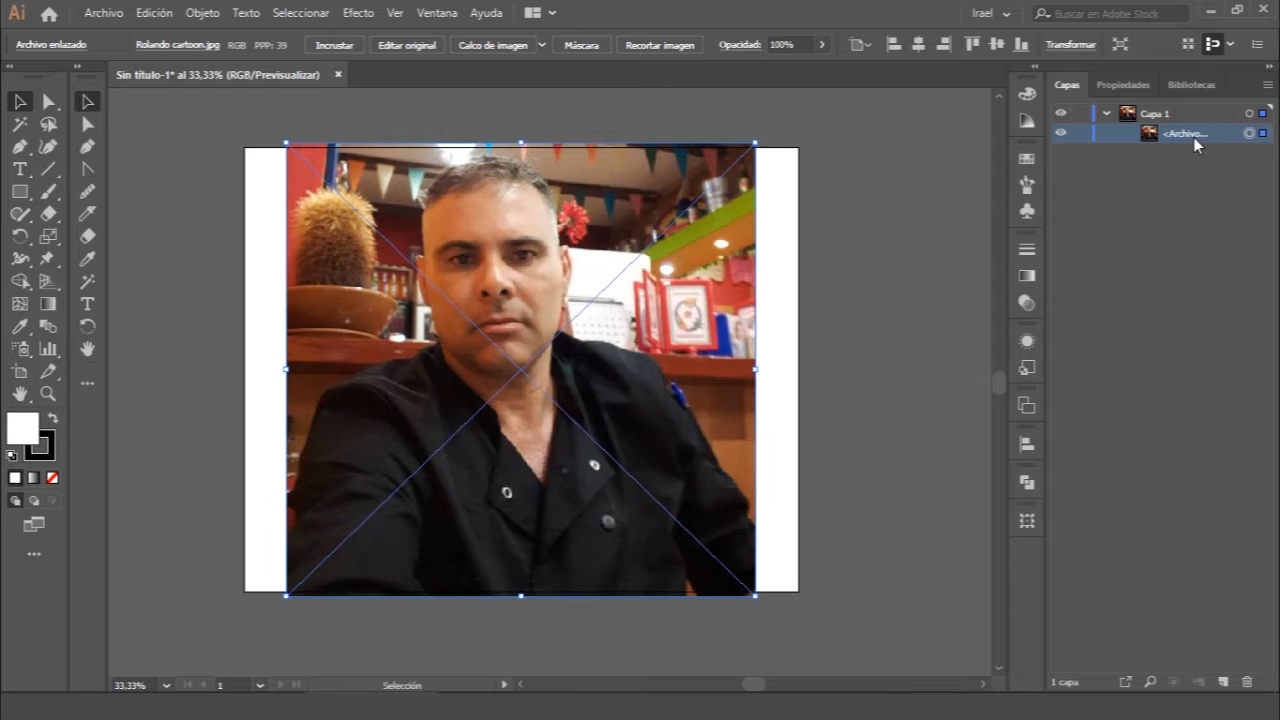 Ai Archivo Edición Objeto Texto Seleccionar Efecto Ver Ventana Ayuda Irael Buscar en Adobe Stock
Archivo enlazado Rolando cartoon.jpg RGB PPP: 39 Incrustar Editar original Calco de imagen Máscara Recortar imagen Opacidad: 100% Transformar
Sin título-1* al 33,33% (RGB/Previsualizar) Capas Propiedades Bibliotecas
Capa 1
<Archivo...
33,33% 1 Selección 1 capa